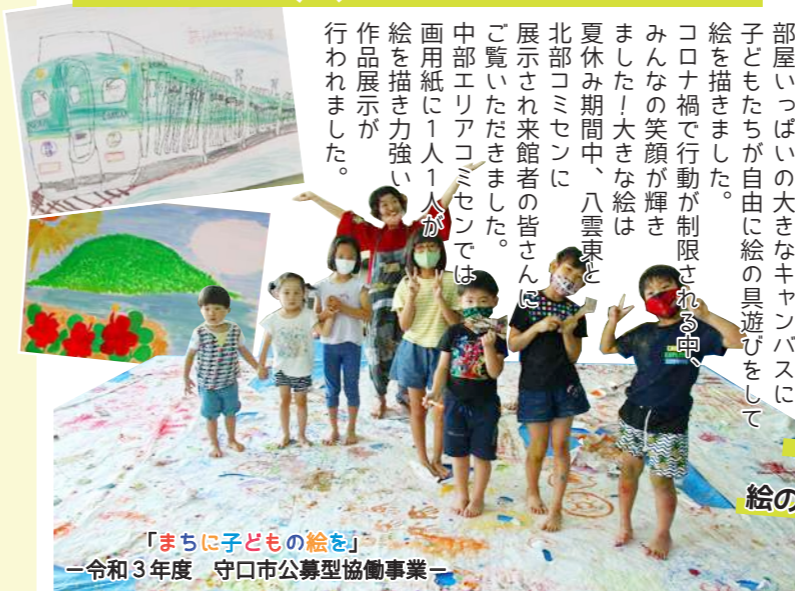 部屋いっぱいの大きなキャンバスに
子どもたちが自由に絵の具遊びをして
絵を描きました。
コロナ禍で行動が制限される中、
みんなの笑顔が輝き
ました！大きな絵は
夏休み期間中、八雲東と
北部コミセンに
展示され来館者の皆さんに
ご覧いただきました。
中部エリアコミセンでは
画用紙に1人1人が
絵を描き力強い
作品展示が
行われました。
絵の
「まちに子どもの絵を」
ー令和３年度　守口市公募型協働事業ー